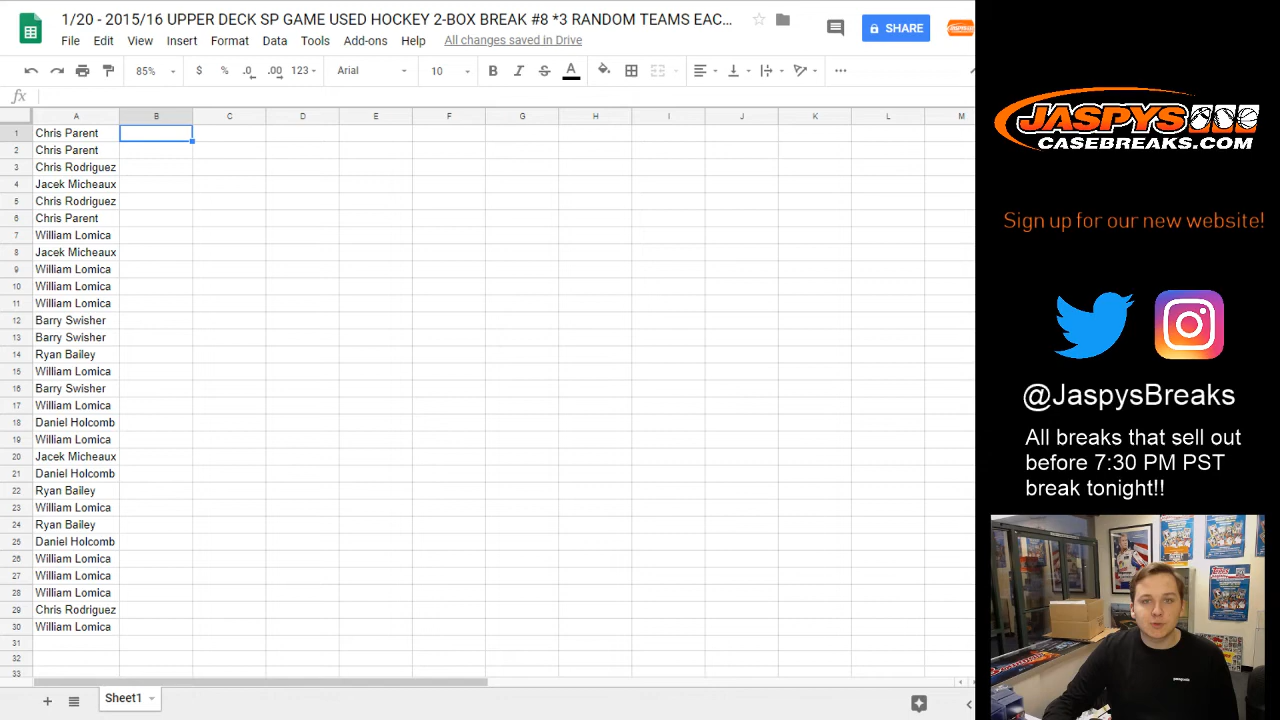 1/20 - 2015/16 UPPER DECK SP GAME USED HOCKEY 2-BOX BREAK #8 *3 RANDOM TEAMS EAC...
SHARE
File Edit View Insert Format Data Tools Add-ons Help All changes saved in Drive
85% $ % .0 .00 123 Arial 10 B I S A
fx
A B C D E F G H I J K L M
1 Chris Parent
2 Chris Parent
3 Chris Rodriguez
4 Jacek Micheaux
5 Chris Rodriguez
6 Chris Parent
7 William Lomica
8 Jacek Micheaux
9 William Lomica
10 William Lomica
11 William Lomica
12 Barry Swisher
13 Barry Swisher
14 Ryan Bailey
15 William Lomica
16 Barry Swisher
17 William Lomica
18 Daniel Holcomb
19 William Lomica
20 Jacek Micheaux
21 Daniel Holcomb
22 Ryan Bailey
23 William Lomica
24 Ryan Bailey
25 Daniel Holcomb
26 William Lomica
27 William Lomica
28 William Lomica
29 Chris Rodriguez
30 William Lomica
31
32
33
Sheet1
JASPYS
CASEBREAKS.COM
Sign up for our new website!
@JaspysBreaks
All breaks that sell out
before 7:30 PM PST
break tonight!!